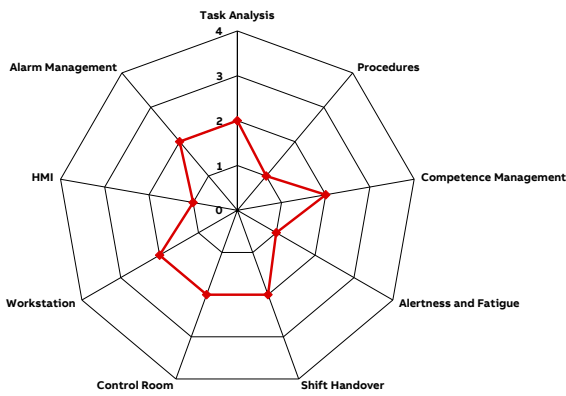 Task Analysis
4
Alarm Management
Procedures
3
2
1
HMI
Competence Management
0
Workstation
Alertness and Fatigue
Control Room
Shift Handover